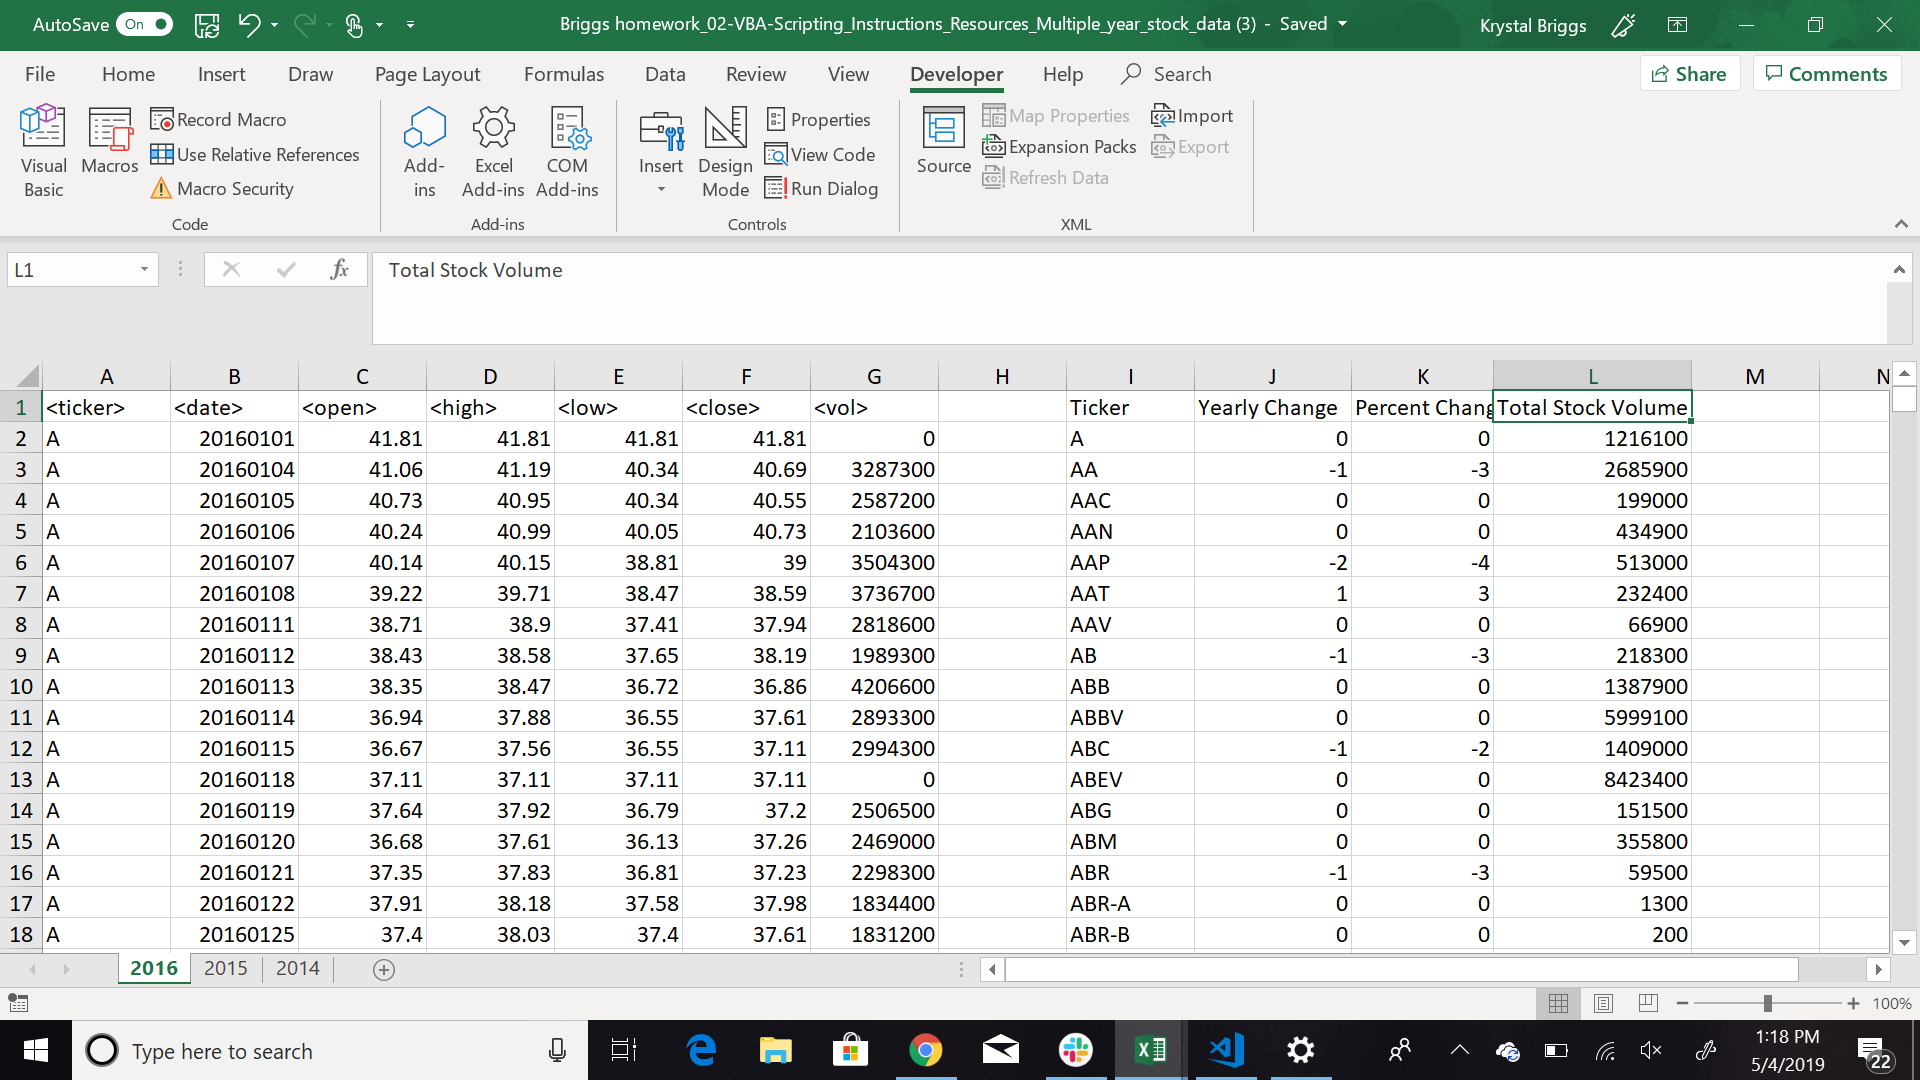 AutoSave On Briggs homework_02-VBA-Scripting_Instructions_Resources_Multiple_year_stock_data (3) - Saved Krystal Briggs
File Home Insert Draw Page Layout Formulas Data Review View Developer Help Search Share Comments
Visual Basic
Macros
Record Macro
Use Relative References
Macro Security
Code
Add-ins
Excel Add-ins
COM Add-ins
Add-ins
Insert
Design Mode
Properties
View Code
Run Dialog
Controls
Source
Map Properties
Expansion Packs
Refresh Data
Import
Export
XML
L1 fx Total Stock Volume
A B C D E F G H I J K L M N
1 <ticker> <date> <open> <high> <low> <close> <vol> Ticker Yearly Change Percent Chang Total Stock Volume
2 A 20160101 41.81 41.81 41.81 41.81 0 A 0 0 1216100
3 A 20160104 41.06 41.19 40.34 40.69 3287300 AA -1 -3 2685900
4 A 20160105 40.73 40.95 40.34 40.55 2587200 AAC 0 0 199000
5 A 20160106 40.24 40.99 40.05 40.73 2103600 AAN 0 0 434900
6 A 20160107 40.14 40.15 38.81 39 3504300 AAP -2 -4 513000
7 A 20160108 39.22 39.71 38.47 38.59 3736700 AAT 1 3 232400
8 A 20160111 38.71 38.9 37.41 37.94 2818600 AAV 0 0 66900
9 A 20160112 38.43 38.58 37.65 38.19 1989300 AB -1 -3 218300
10 A 20160113 38.35 38.47 36.72 36.86 4206600 ABB 0 0 1387900
11 A 20160114 36.94 37.88 36.55 37.61 2893300 ABBV 0 0 5999100
12 A 20160115 36.67 37.56 36.55 37.11 2994300 ABC -1 -2 1409000
13 A 20160118 37.11 37.11 37.11 37.11 0 ABEV 0 0 8423400
14 A 20160119 37.64 37.92 36.79 37.2 2506500 ABG 0 0 151500
15 A 20160120 36.68 37.61 36.13 37.26 2469000 ABM 0 0 355800
16 A 20160121 37.35 37.83 36.81 37.23 2298300 ABR -1 -3 59500
17 A 20160122 37.91 38.18 37.58 37.98 1834400 ABR-A 0 0 1300
18 A 20160125 37.4 38.03 37.4 37.61 1831200 ABR-B 0 0 200
2016 2015 2014
100%
Type here to search
1:18 PM
5/4/2019
22